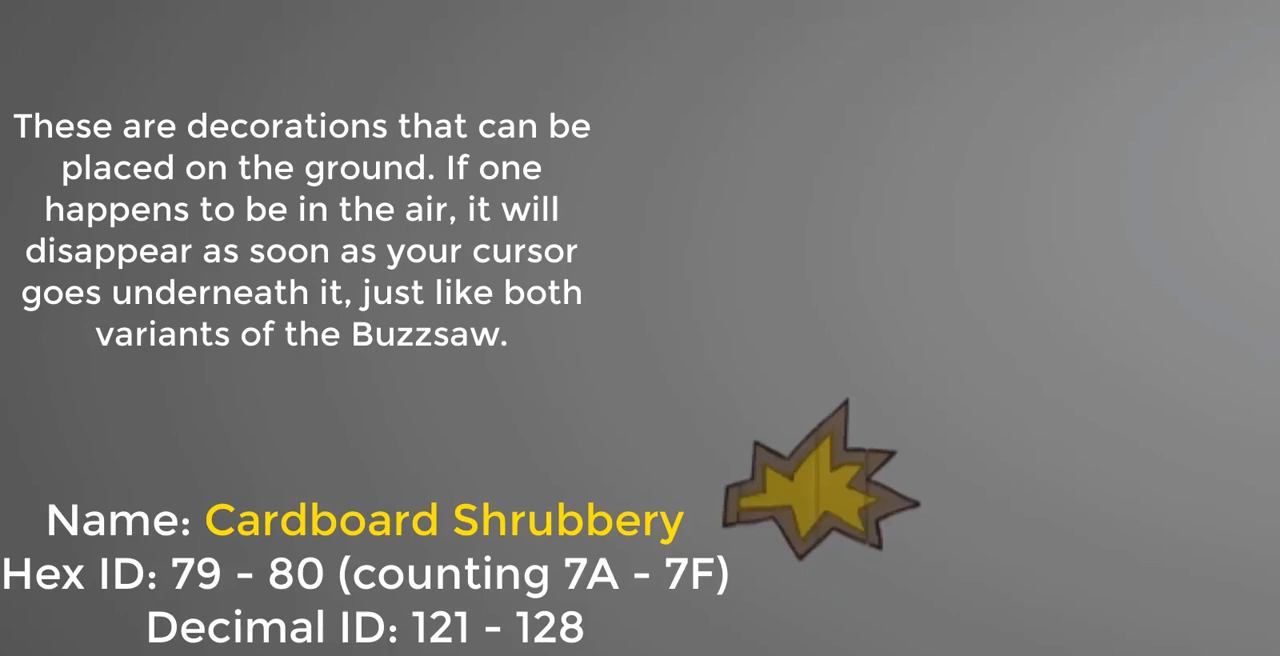 These are decorations that can be
placed on the ground. If one
happens to be in the air, it will
disappear as soon as your cursor
goes underneath it, just like both
variants of the Buzzsaw.
Name: Cardboard Shrubbery
Hex ID: 79 - 80 (counting 7A - 7F)
Decimal ID: 121 - 128